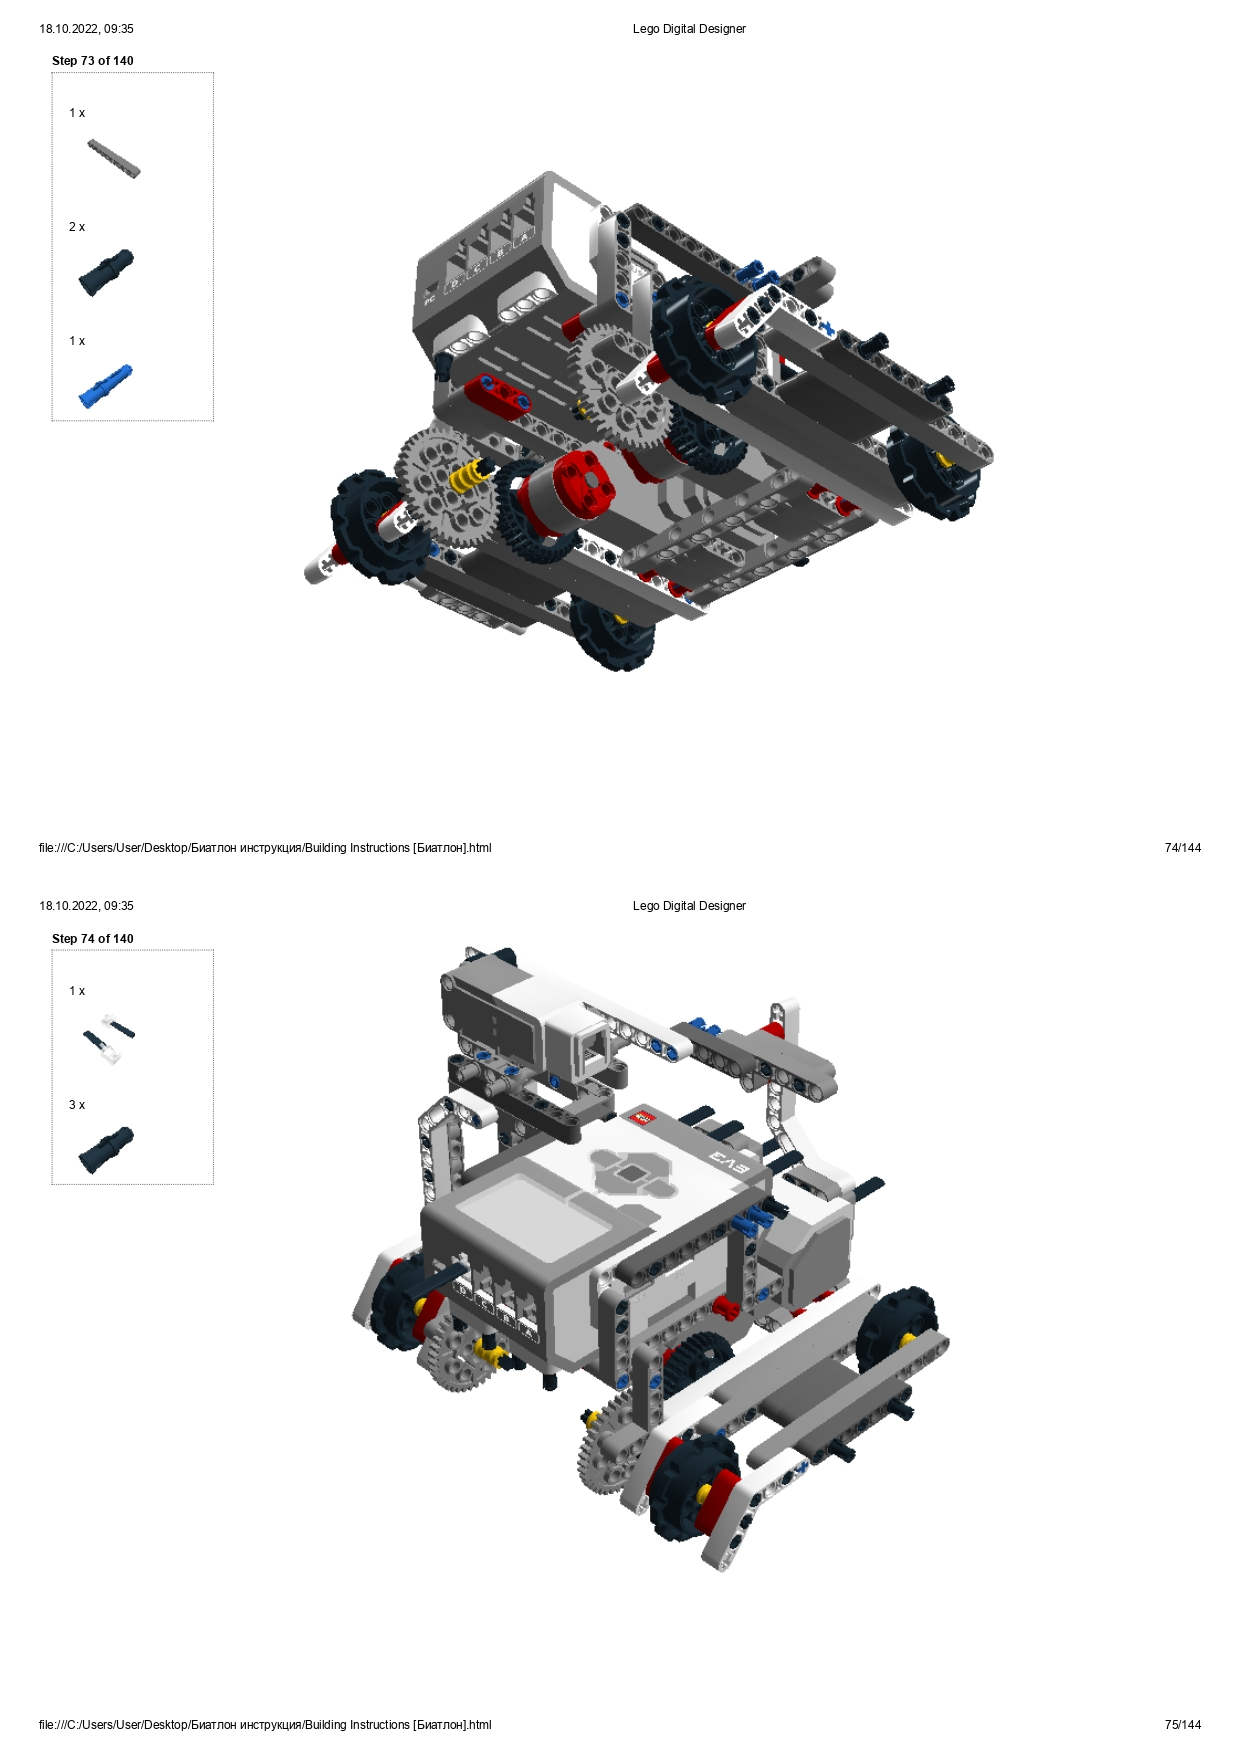 18.10.2022, 09:35
Lego Digital Designer
Step 73 of 140
1 x
2 x
1 x
PC
D
C
B
A
file:///C:/Users/User/Desktop/Биатлон инструкция/Building Instructions [Биатлон].html
74/144
18.10.2022, 09:35
Lego Digital Designer
Step 74 of 140
1 x
3 x
EV3
D
C
B
A
file:///C:/Users/User/Desktop/Биатлон инструкция/Building Instructions [Биатлон].html
75/144